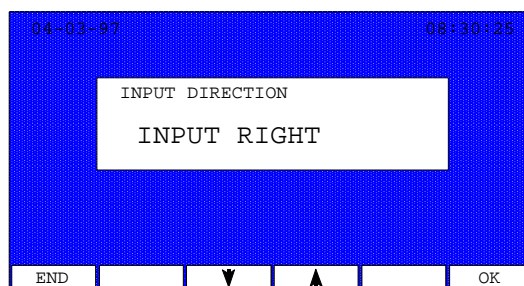 04-03-97 08:30:25
INPUT DIRECTION
INPUT RIGHT
END OK